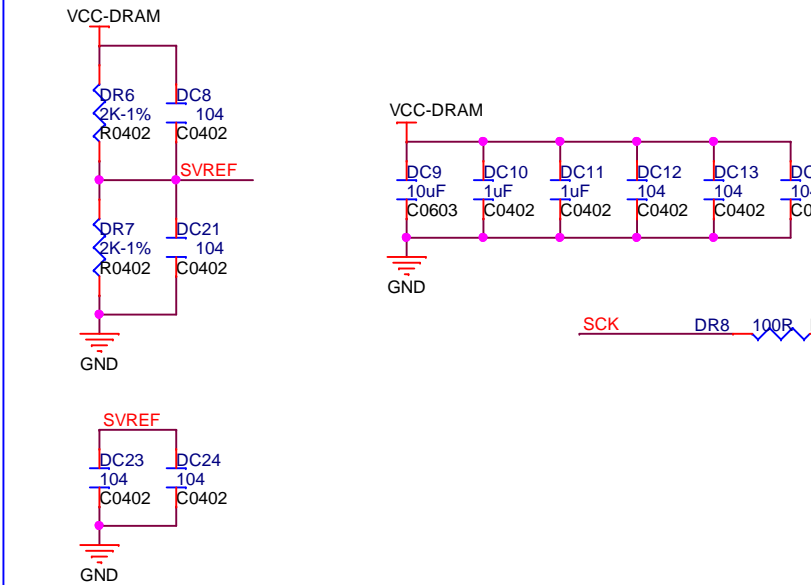 VCC-DRAM
DR6
2K-1%
R0402
DC8
104
C0402
SVREF
DR7
2K-1%
R0402
DC21
104
C0402
GND
VCC-DRAM
DC9
10uF
C0603
DC10
1uF
C0402
DC11
1uF
C0402
DC12
104
C0402
DC13
104
C0402
GND
SCK DR8 100R
SVREF
DC23
104
C0402
DC24
104
C0402
GND